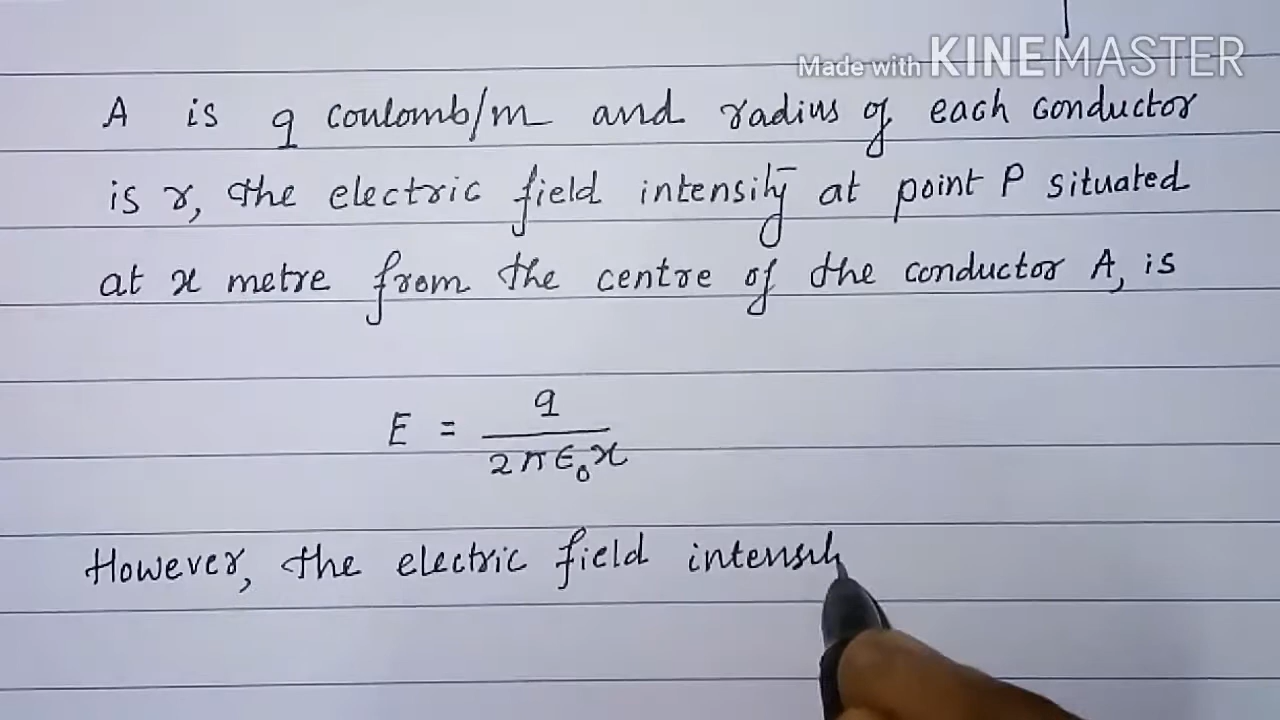 Made with KINEMASTER
A is q coulomb/m and radius of each conductor
is r, the electric field intensity at point P situated
at x metre from the centre of the conductor A, is
E = q / 2πϵ₀x
However, the electric field